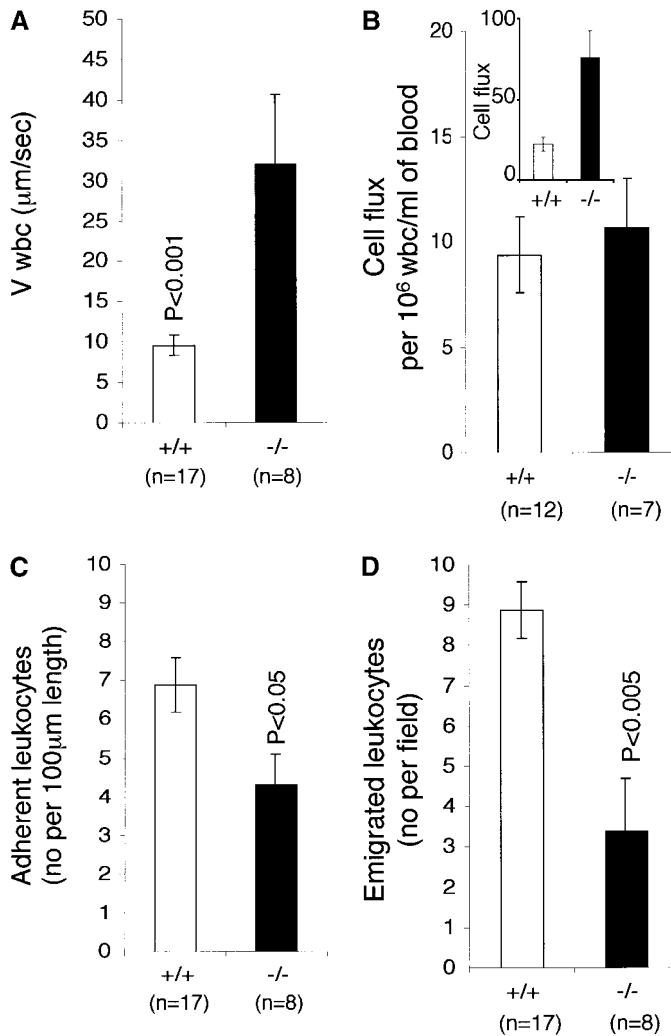 A
V wbc (µm/sec)
50
45
40
35
30
25
20
15
10
5
0
P<0.001
+/+
-/-
(n=17)
(n=8)
B
Cell flux
per 10⁶ wbc/ml of blood
20
15
10
5
0
Cell flux
100
50
0
+/+
-/-
+/+
-/-
(n=12)
(n=7)
C
Adherent leukocytes
(no per 100µm length)
10
9
8
7
6
5
4
3
2
1
0
P<0.05
+/+
-/-
(n=17)
(n=8)
D
Emigrated leukocytes
(no per field)
10
9
8
7
6
5
4
3
2
1
0
P<0.005
+/+
-/-
(n=17)
(n=8)